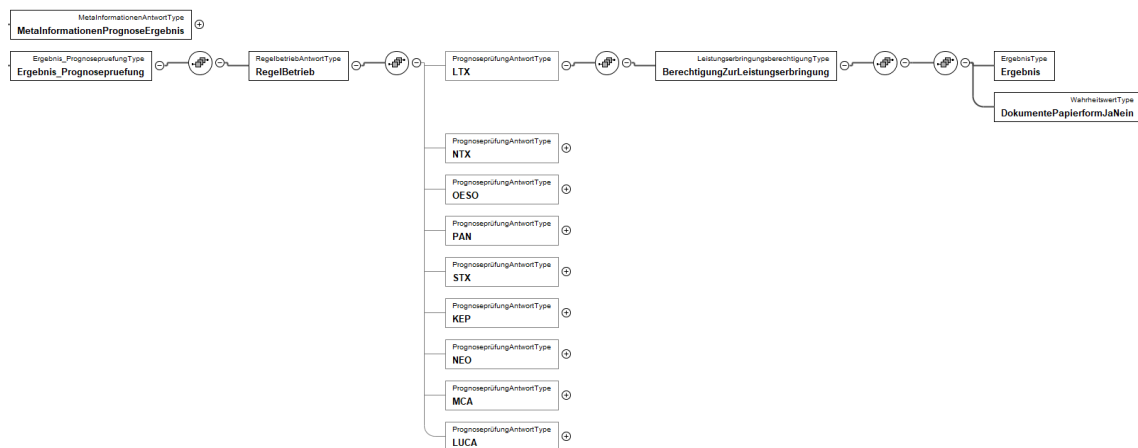 MetaInformationenAntwortType
MetaInformationenPrognoseErgebnis
Ergebnis_PrognosepruefungType
Ergebnis_Prognosepruefung
RegelbetriebAntwortType
RegelBetrieb
PrognoseprüfungAntwortType
LTX
LeistungserbringungsberechtigungType
BerechtigungZurLeistungserbringung
ErgebnisType
Ergebnis
WahrheitswertType
DokumentePapierformJaNein
PrognoseprüfungAntwortType
NTX
PrognoseprüfungAntwortType
OESO
PrognoseprüfungAntwortType
PAN
PrognoseprüfungAntwortType
STX
PrognoseprüfungAntwortType
KEP
PrognoseprüfungAntwortType
NEO
PrognoseprüfungAntwortType
MCA
PrognoseprüfungAntwortType
LUCA